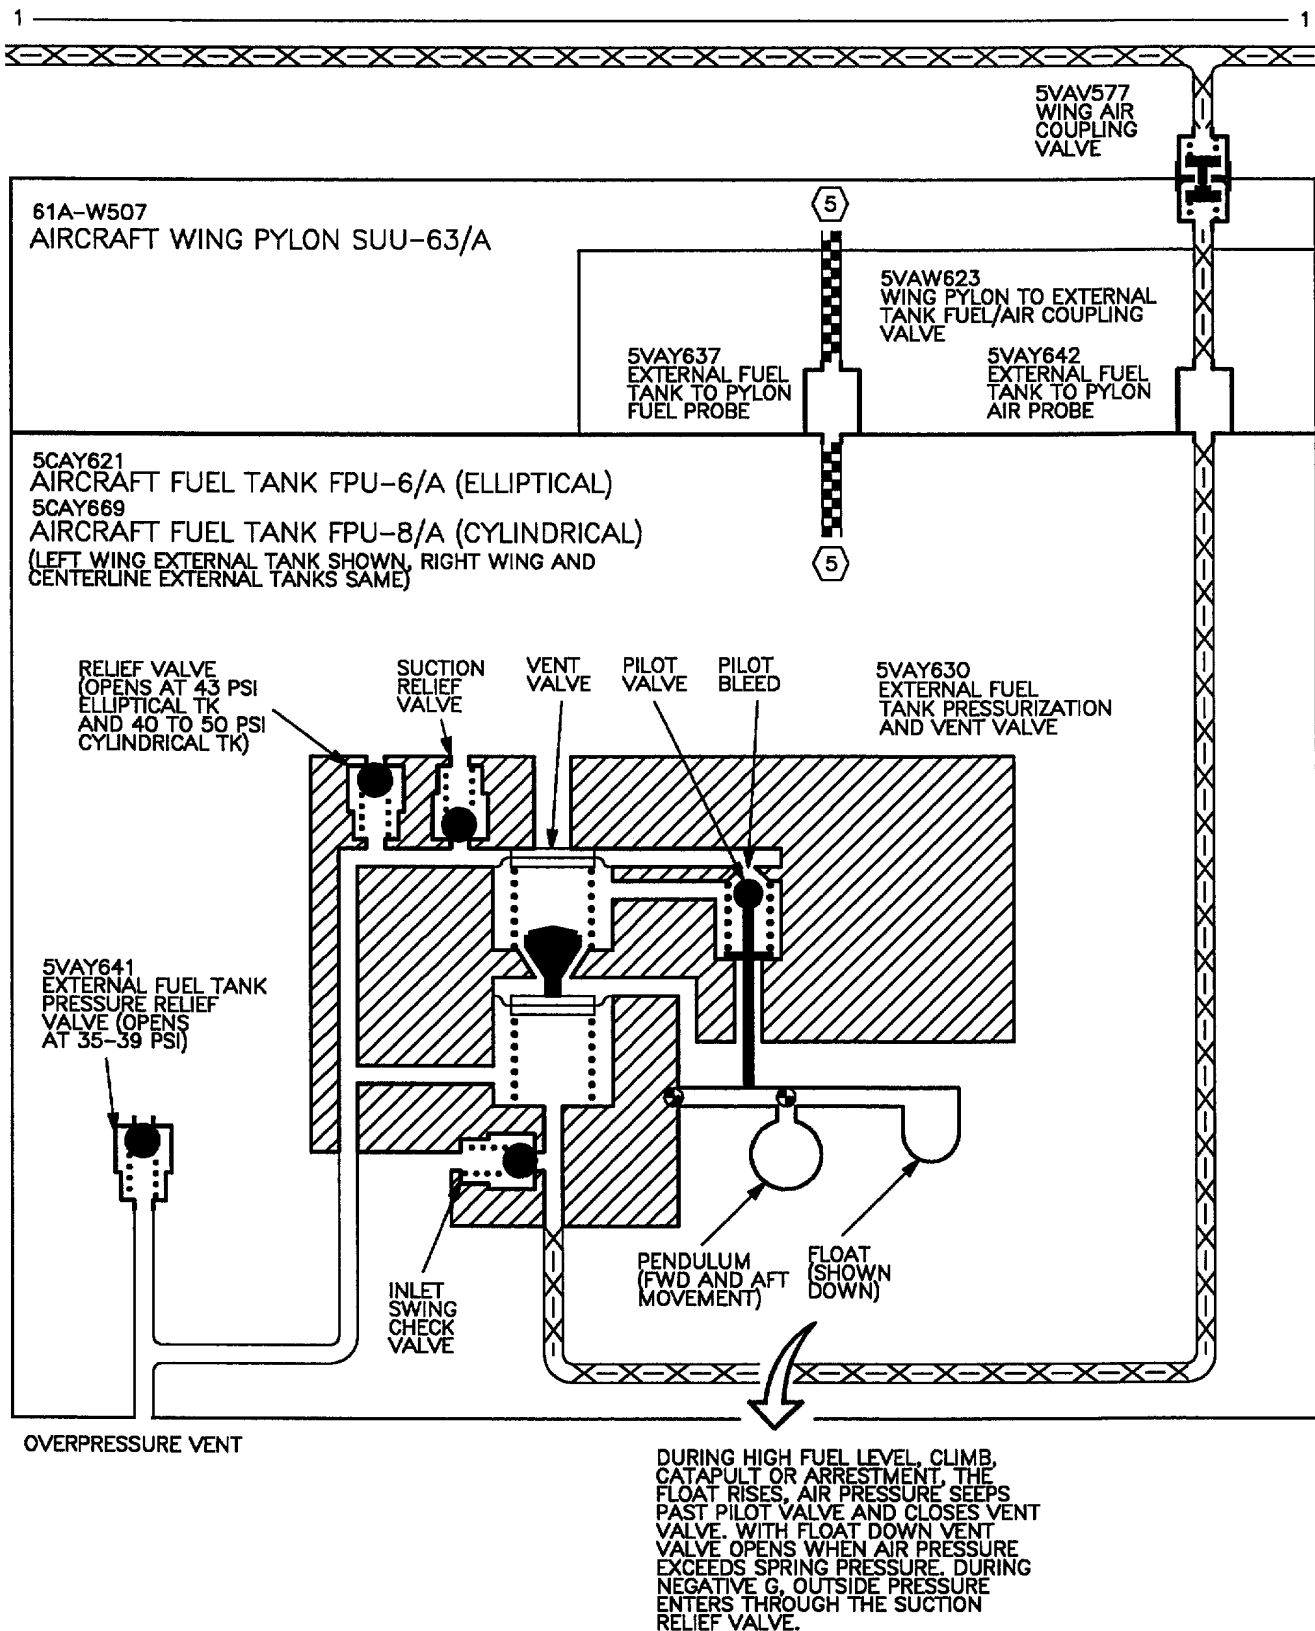 1
1
5VAV577
WING AIR
COUPLING
VALVE
61A-W507
AIRCRAFT WING PYLON SUU-63/A
5
5VAW623
WING PYLON TO EXTERNAL
TANK FUEL/AIR COUPLING
VALVE
5VAY637
EXTERNAL FUEL
TANK TO PYLON
FUEL PROBE
5VAY642
EXTERNAL FUEL
TANK TO PYLON
AIR PROBE
5CAY621
AIRCRAFT FUEL TANK FPU-6/A (ELLIPTICAL)
5CAY669
AIRCRAFT FUEL TANK FPU-8/A (CYLINDRICAL)
(LEFT WING EXTERNAL TANK SHOWN, RIGHT WING AND
CENTERLINE EXTERNAL TANKS SAME)
5
RELIEF VALVE
(OPENS AT 43 PSI
ELLIPTICAL TK
AND 40 TO 50 PSI
CYLINDRICAL TK)
SUCTION
RELIEF
VALVE
VENT
VALVE
PILOT
VALVE
PILOT
BLEED
5VAY630
EXTERNAL FUEL
TANK PRESSURIZATION
AND VENT VALVE
5VAY641
EXTERNAL FUEL TANK
PRESSURE RELIEF
VALVE (OPENS
AT 35-39 PSI)
INLET
SWING
CHECK
VALVE
PENDULUM
(FWD AND AFT
MOVEMENT)
FLOAT
(SHOWN
DOWN)
OVERPRESSURE VENT
DURING HIGH FUEL LEVEL, CLIMB,
CATAPULT OR ARRESTMENT, THE
FLOAT RISES, AIR PRESSURE SEEPS
PAST PILOT VALVE AND CLOSES VENT
VALVE. WITH FLOAT DOWN VENT
VALVE OPENS WHEN AIR PRESSURE
EXCEEDS SPRING PRESSURE. DURING
NEGATIVE G, OUTSIDE PRESSURE
ENTERS THROUGH THE SUCTION
RELIEF VALVE.